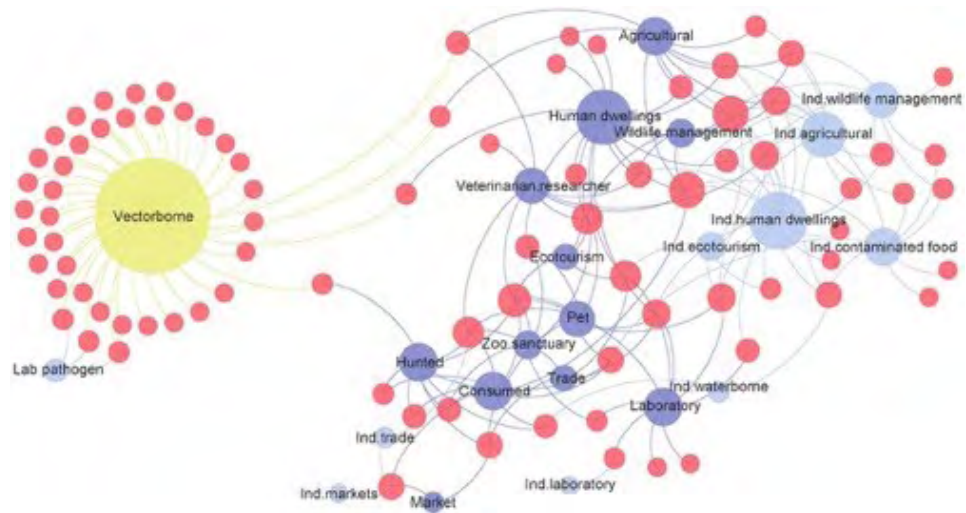 Agricultural
Ind.wildlife management
Human dwellings
Wildlife management
Ind agricultural
Veterinarian.researcher
Vectorborne
Ind.human dwellings
Ind.ecotourism
Ind.contaminated food
Ecotourism
Pet
Zoo.sanctuary
Hunted
Lab pathogen
Trade
Consumed
Ind waterborne
Laboratory
Ind.trade
Ind.laboratory
Ind.markets
Market